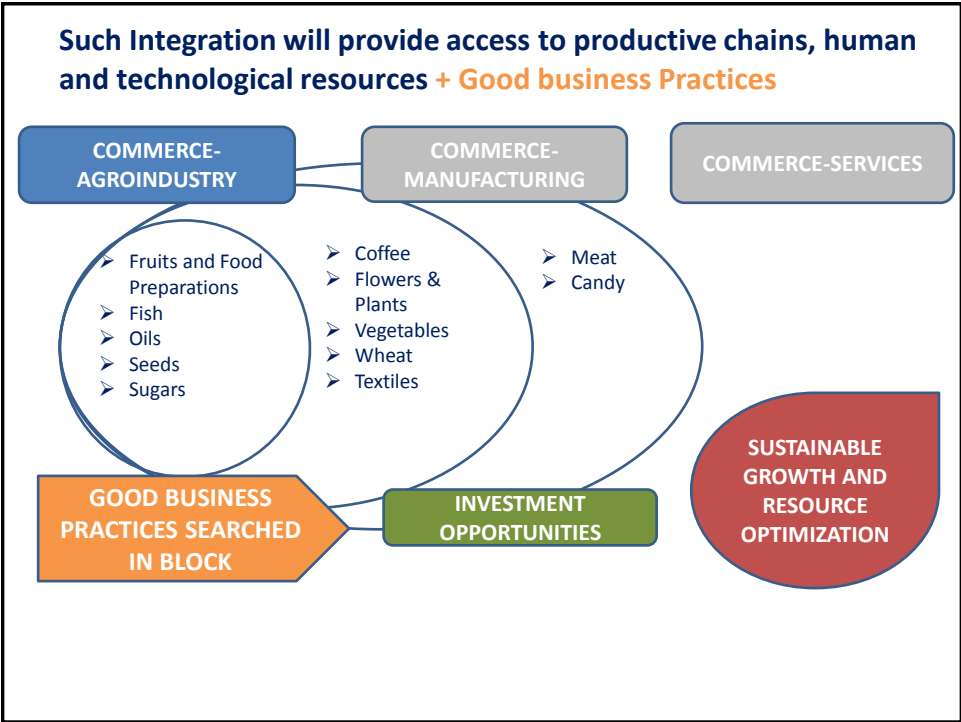 Such Integration will provide access to productive chains, human
and technological resources + Good business Practices
COMMERCE-
AGROINDUSTRY
COMMERCE-
MANUFACTURING
COMMERCE-SERVICES
➢ Fruits and Food
Preparations
➢ Fish
➢ Oils
➢ Seeds
➢ Sugars
➢ Coffee
➢ Flowers &
Plants
➢ Vegetables
➢ Wheat
➢ Textiles
➢ Meat
➢ Candy
GOOD BUSINESS
PRACTICES SEARCHED
IN BLOCK
INVESTMENT
OPPORTUNITIES
SUSTAINABLE
GROWTH AND
RESOURCE
OPTIMIZATION